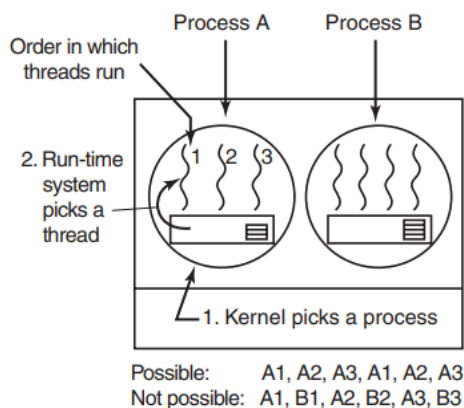 Process A
Process B
Order in which
threads run
1 2 3
2. Run-time
system
picks a
thread
1. Kernel picks a process
Possible: A1, A2, A3, A1, A2, A3
Not possible: A1, B1, A2, B2, A3, B3